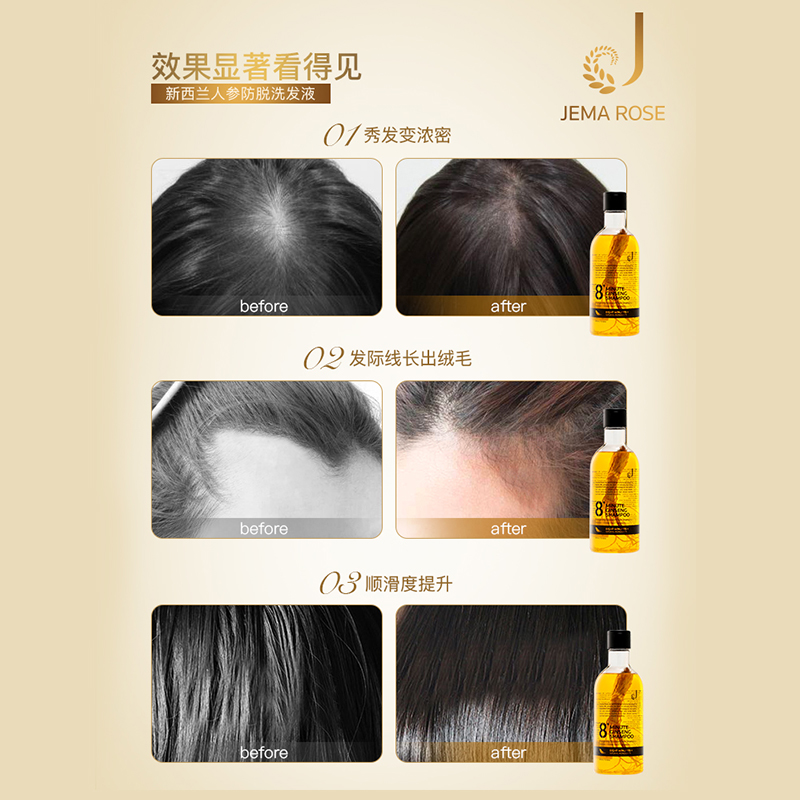 效果显著看得见
新西兰人参防脱洗发液
JEMA ROSE
01 秀发变浓密
before
after
8+
MINUTE
GINSENG
SHAMPOO
02 发际线长出绒毛
before
after
8+
MINUTE
GINSENG
SHAMPOO
03 顺滑度提升
before
after
8+
MINUTE
GINSENG
SHAMPOO